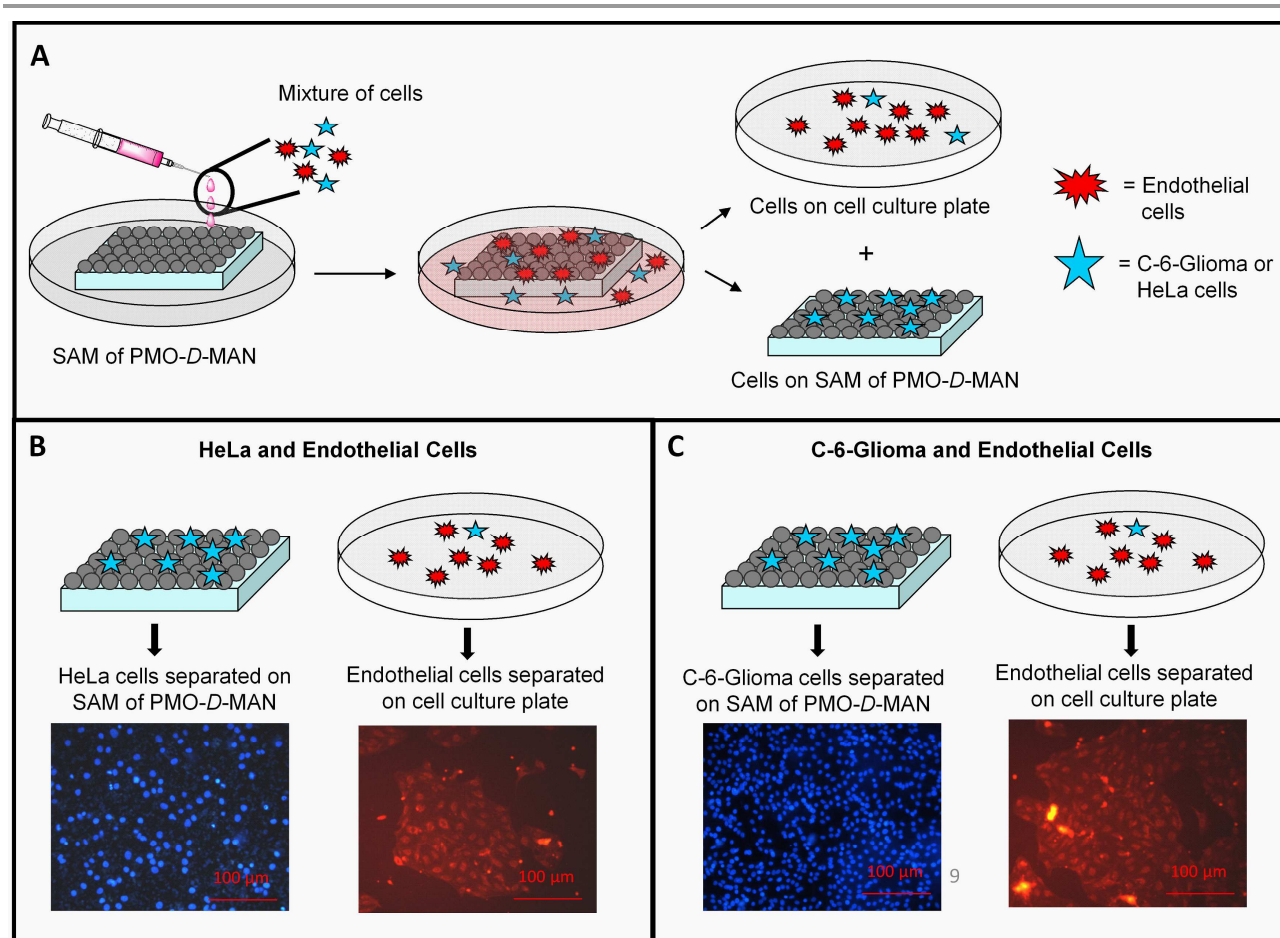 A
Mixture of cells
SAM of PMO-D-MAN
Cells on cell culture plate
+
Cells on SAM of PMO-D-MAN
= Endothelial
cells
= C-6-Glioma or
HeLa cells
B
HeLa and Endothelial Cells
HeLa cells separated on
SAM of PMO-D-MAN
Endothelial cells separated
on cell culture plate
100 μm
100 μm
C
C-6-Glioma and Endothelial Cells
C-6-Glioma cells separated
on SAM of PMO-D-MAN
Endothelial cells separated
on cell culture plate
100 μm
9
100 μm